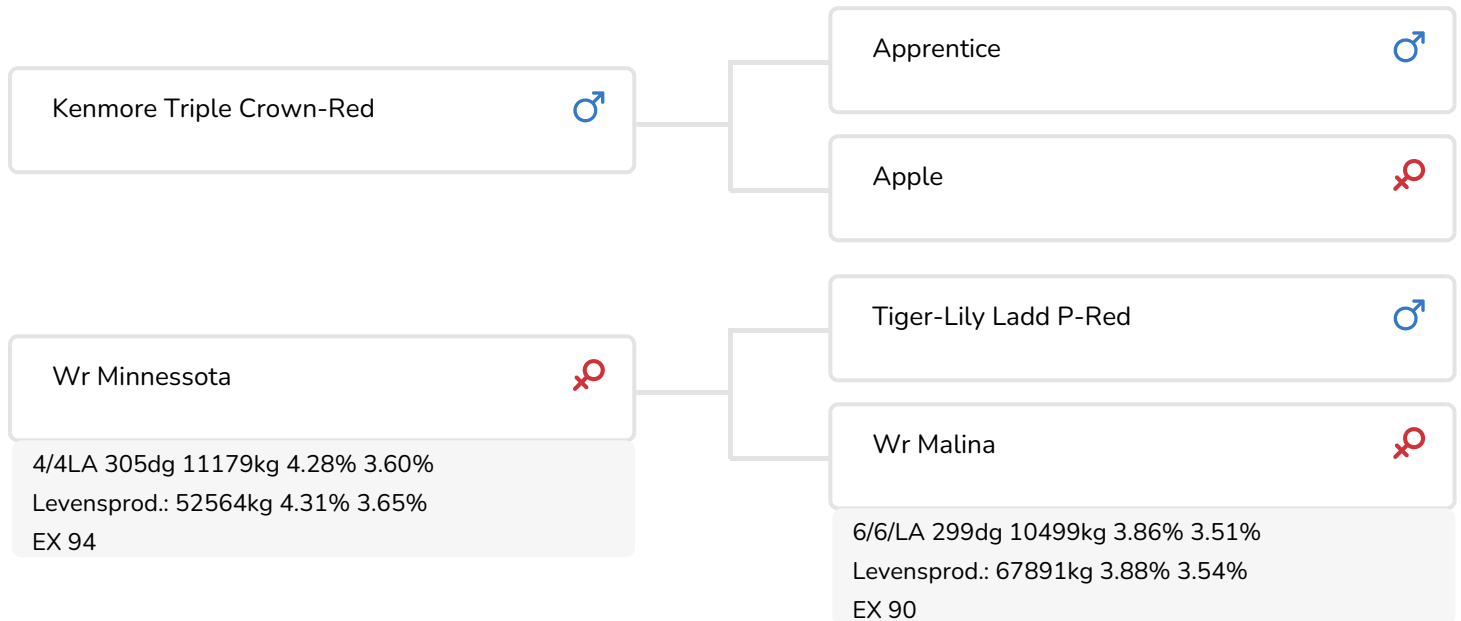 Kenmore Triple Crown-Red
Apprentice
Apple
Wr Minnessota
4/4LA 305dg 11179kg 4.28% 3.60%
Levensprod.: 52564kg 4.31% 3.65%
EX 94
Tiger-Lily Ladd P-Red
Wr Malina
6/6/LA 299dg 10499kg 3.86% 3.51%
Levensprod.: 67891kg 3.88% 3.54%
EX 90